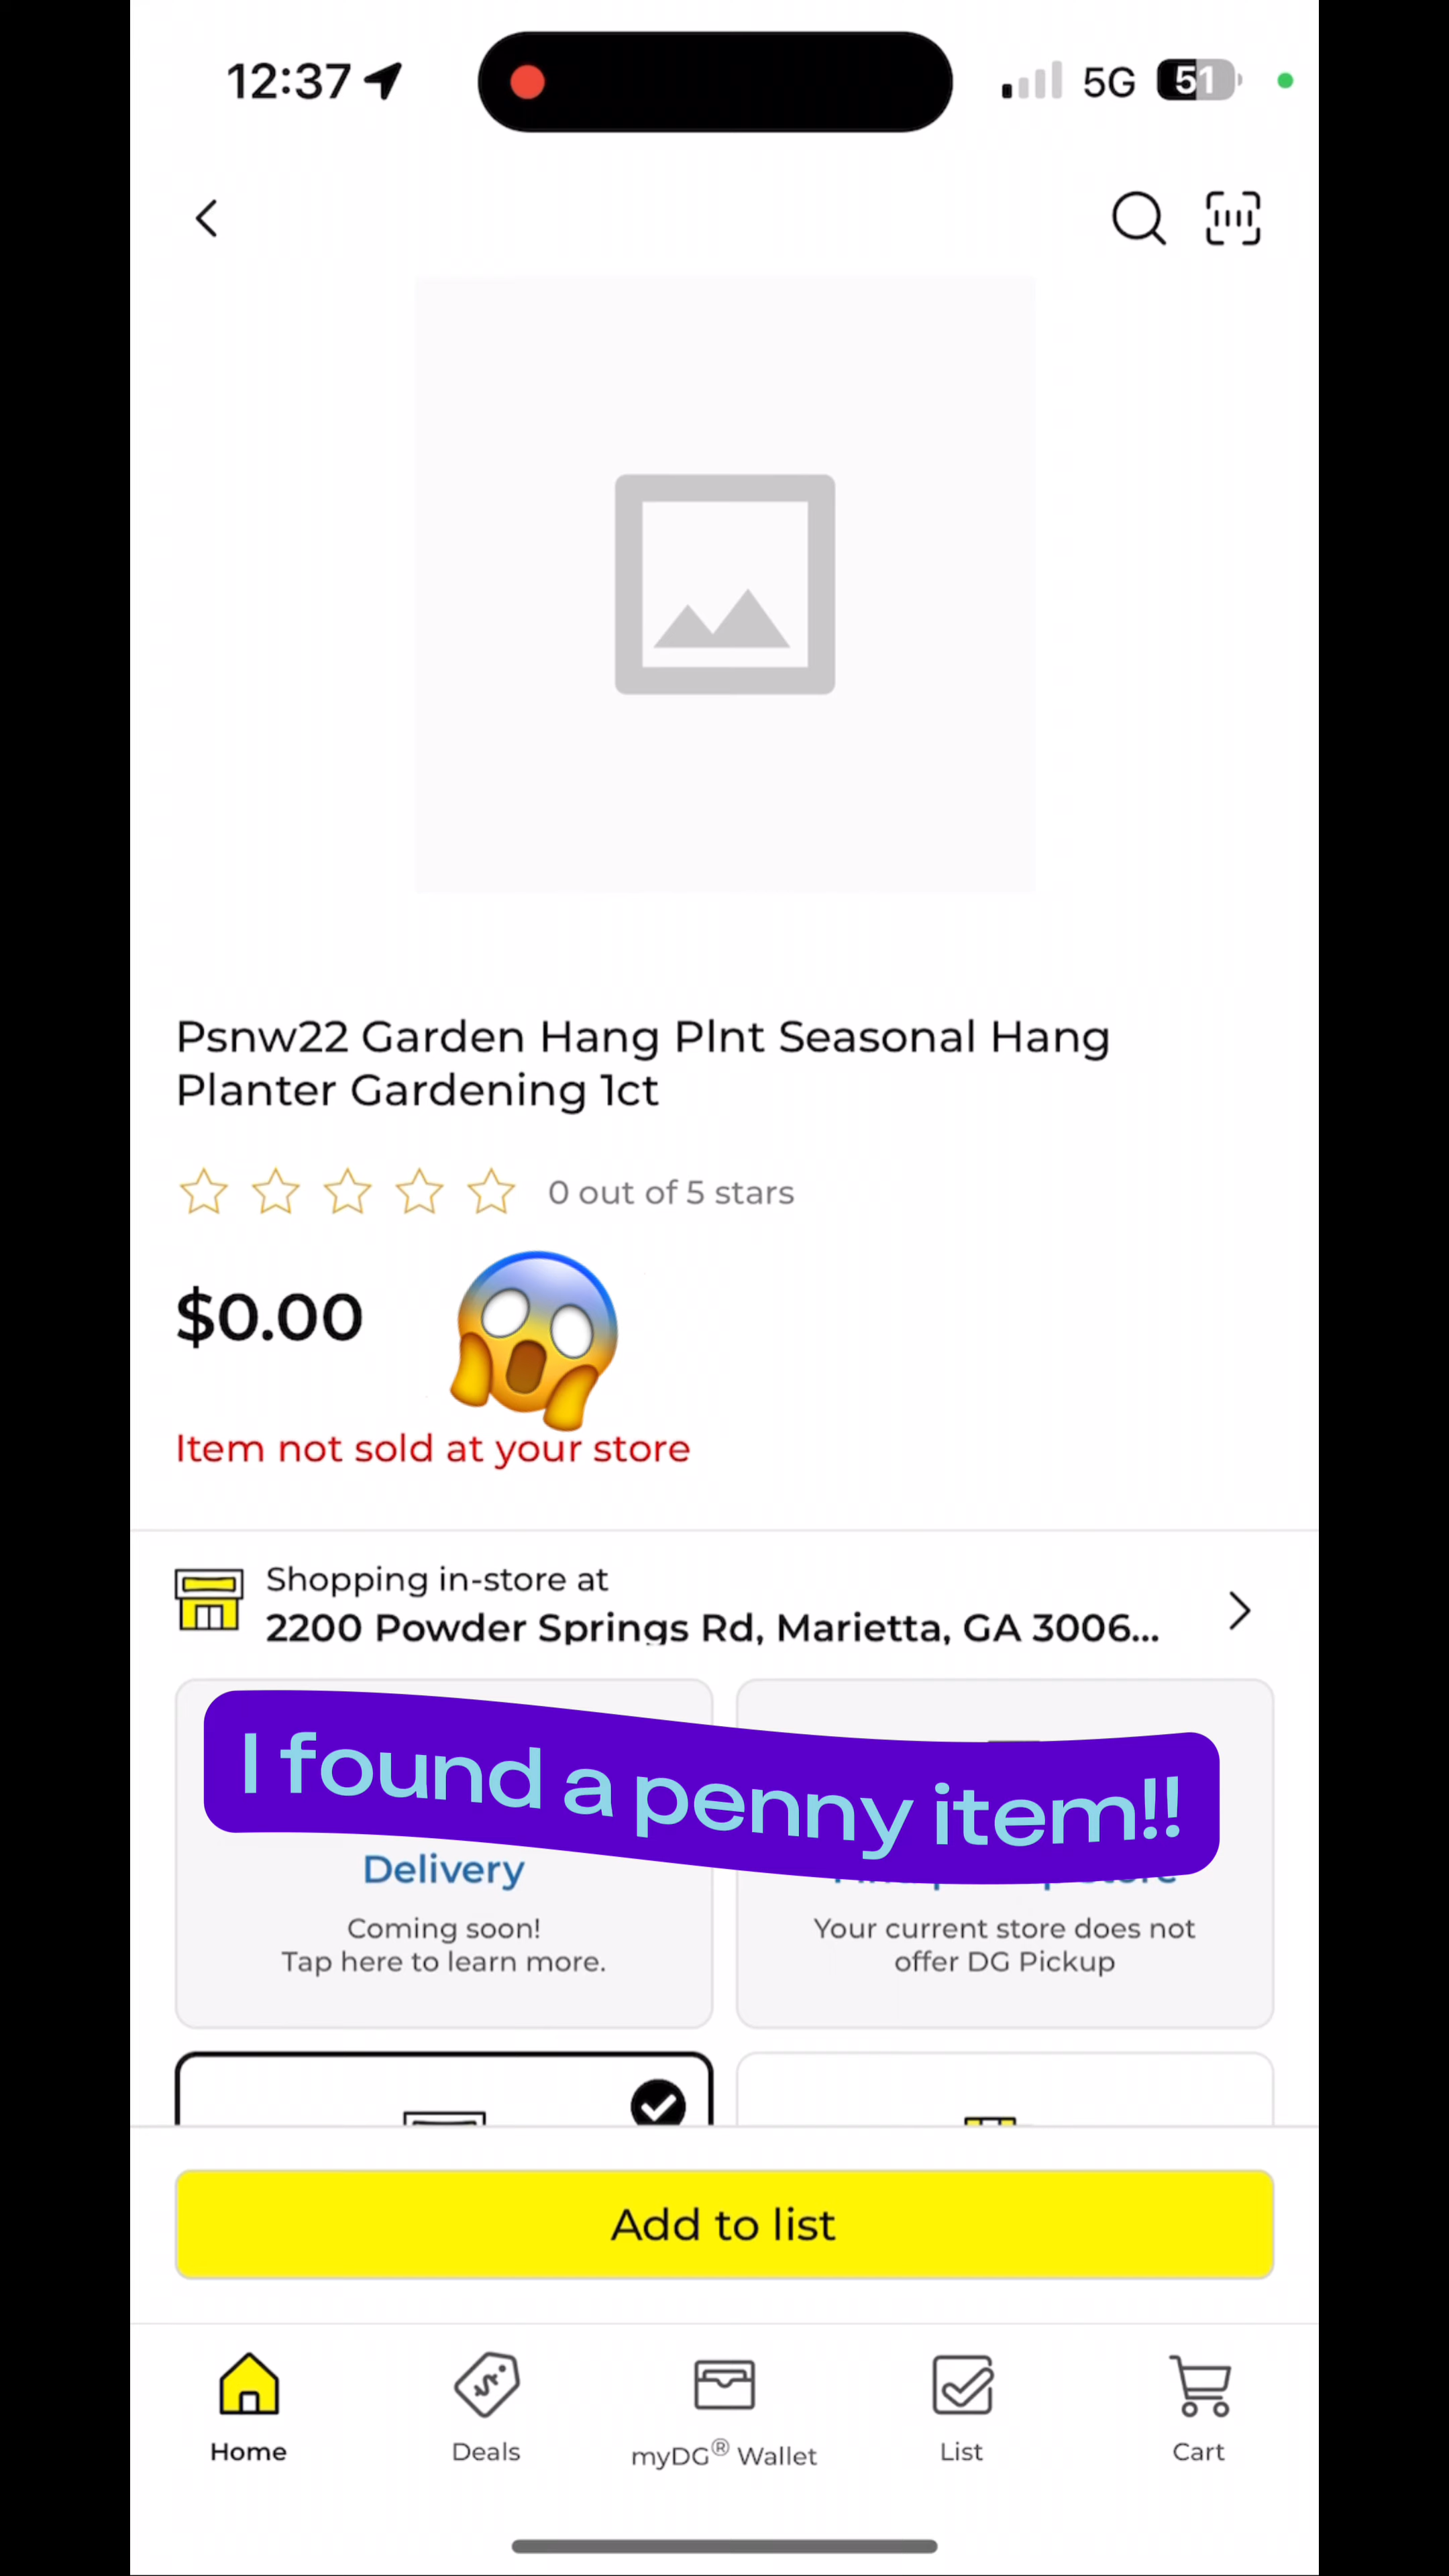 12:37
5G
51
Psnw22 Garden Hang Plnt Seasonal Hang
Planter Gardening 1ct
0 out of 5 stars
$0.00
Item not sold at your store
Shopping in-store at
2200 Powder Springs Rd, Marietta, GA 3006...
I found a penny item!!
Delivery
Coming soon!
Tap here to learn more.
Your current store does not
offer DG Pickup
Add to list
Home
Deals
myDG® Wallet
List
Cart